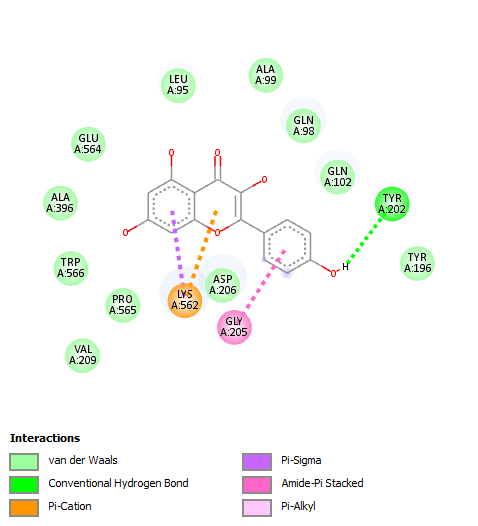 ALA
A:99
LEU
A:95
GLN
A:98
GLU
A:564
GLN
A:102
ALA
A:396
TYR
A:202
O
O
O
O
O
O
H
TRP
A:566
TYR
A:196
ASP
A:206
LYS
A:562
PRO
A:565
GLY
A:205
VAL
A:209
Interactions
van der Waals
Conventional Hydrogen Bond
Pi-Cation
Pi-Sigma
Amide-Pi Stacked
Pi-Alkyl